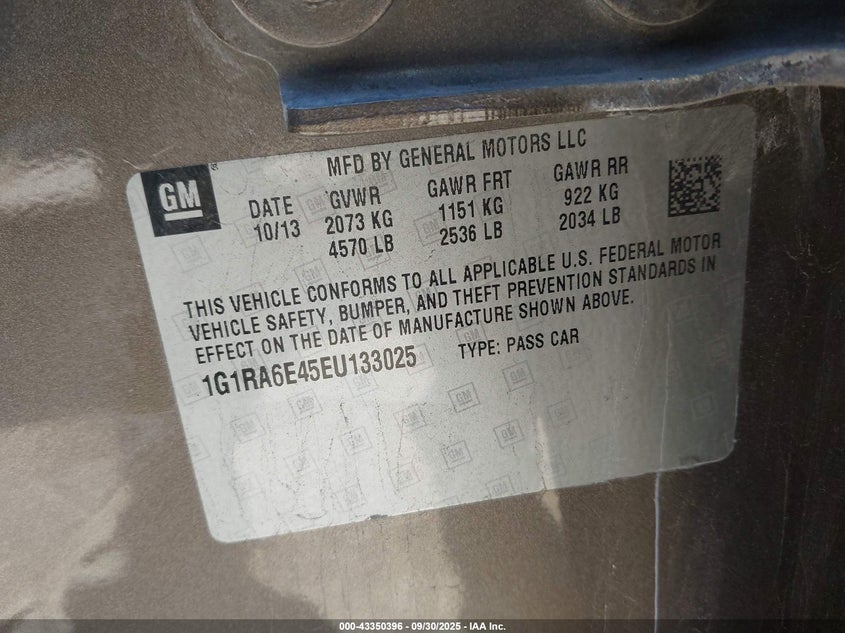 GM
MFD BY GENERAL MOTORS LLC
DATE GVWR GAWR FRT GAWR RR
10/13 2073 KG 1151 KG 922 KG
4570 LB 2536 LB 2034 LB
THIS VEHICLE CONFORMS TO ALL APPLICABLE U.S. FEDERAL MOTOR
VEHICLE SAFETY, BUMPER, AND THEFT PREVENTION STANDARDS IN
EFFECT ON THE DATE OF MANUFACTURE SHOWN ABOVE.
1G1RA6E45EU133025 TYPE: PASS CAR
000-43350396 - 09/30/2025 - IAA Inc.